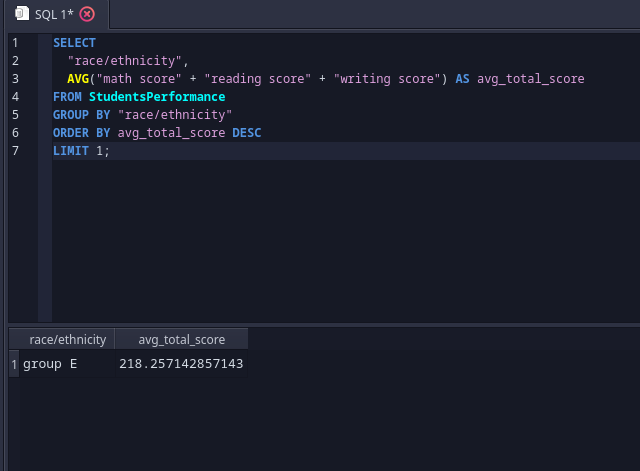 SQL 1*
1 SELECT
2 "race/ethnicity",
3 AVG("math score" + "reading score" + "writing score") AS avg_total_score
4 FROM StudentsPerformance
5 GROUP BY "race/ethnicity"
6 ORDER BY avg_total_score DESC
7 LIMIT 1;
race/ethnicity avg_total_score
1 group E 218.257142857143